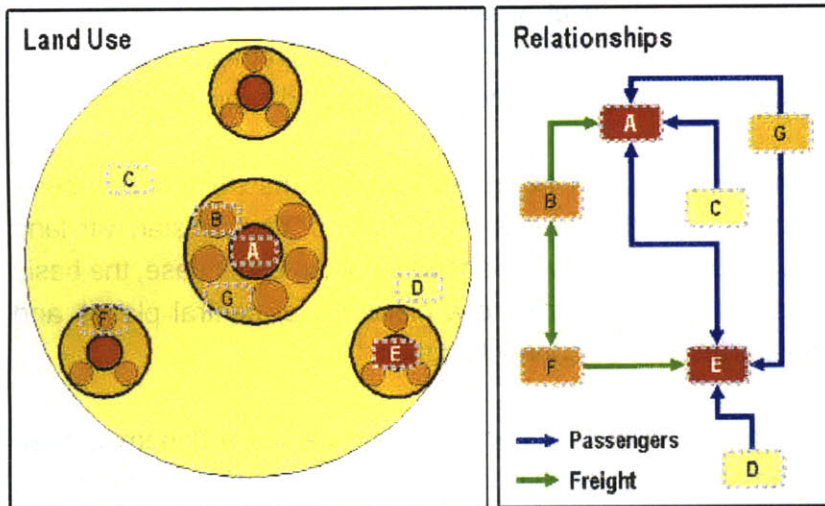 Land Use
C
B
A
G
D
F
E
Relationships
A
G
B
C
F
E
Passengers
D
Freight